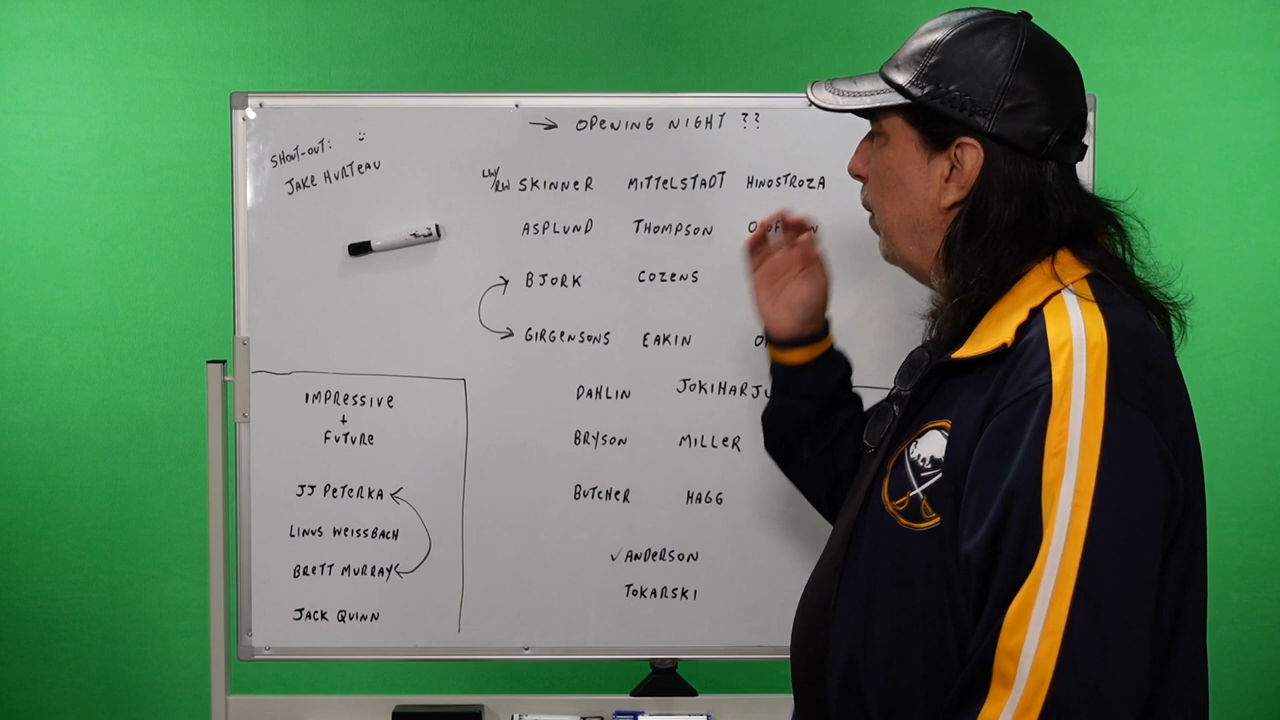 → OPENING NIGHT ??
SHOUT-OUT:
JAKE HURTEAU
LW/RW SKINNER MITTELSTADT HINOSTROZA
ASPLUND THOMPSON
BJORK COZENS
GIRGENSONS EAKIN
DAHLIN
BRYSON MILLER
BUTCHER HAGG
✓ANDERSON
TOKARSKI
IMPRESSIVE
+
FUTURE
JJ PETERKA
LINUS WEISSBACH
BRETT MURRAY
JACK QUINN